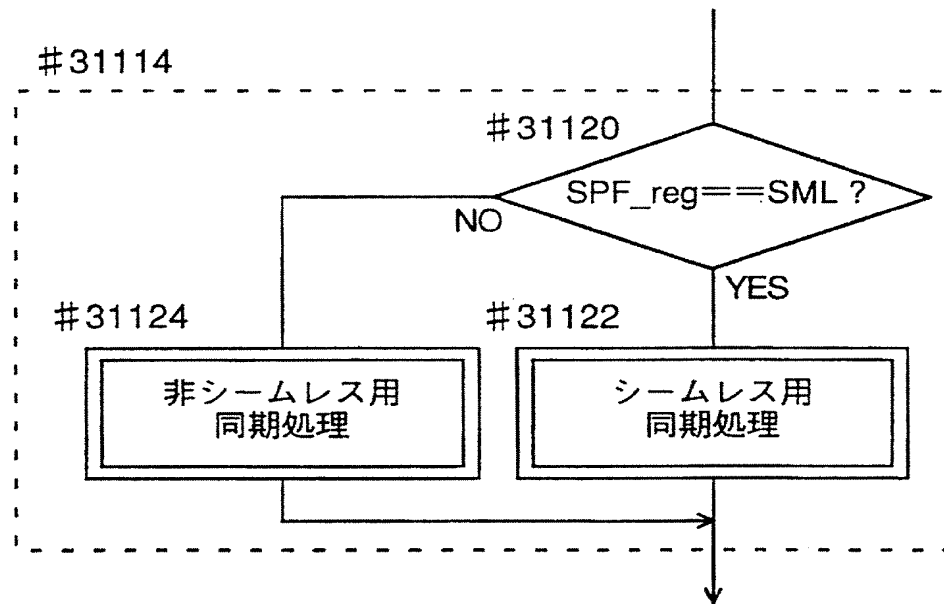 #31114
#31120
SPF_reg==SML ?
NO
YES
#31124
#31122
非シームレス用
同期処理
シームレス用
同期処理